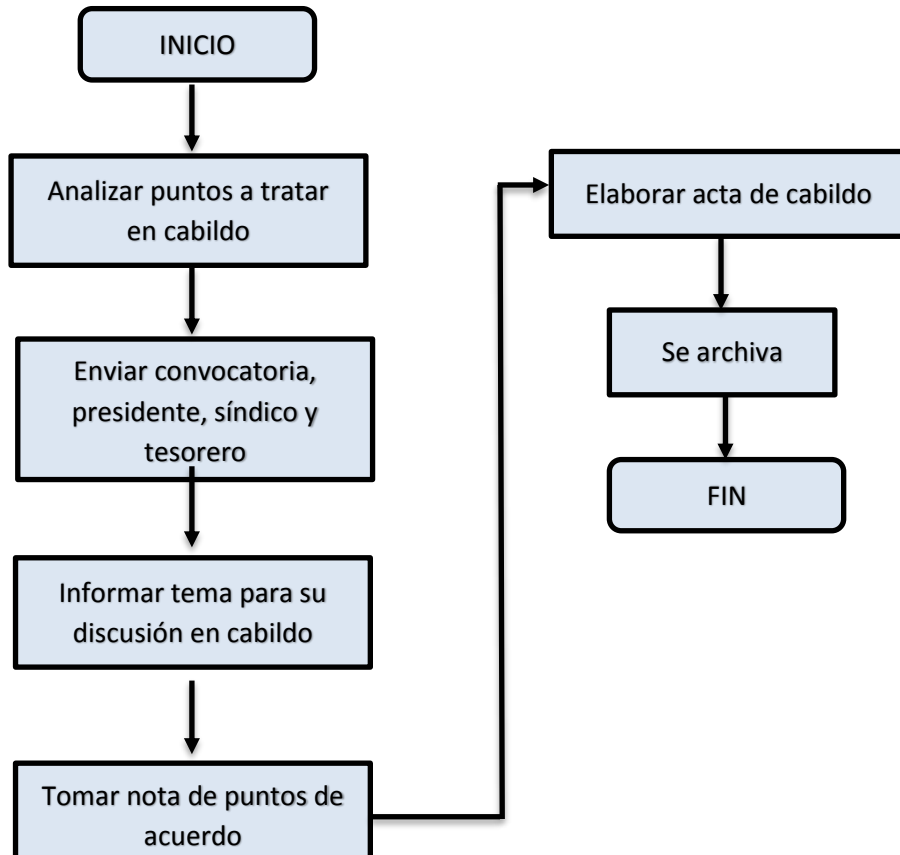 INICIO
Analizar puntos a tratar
en cabildo
Enviar convocatoria,
presidente, síndico y
tesorero
Informar tema para su
discusión en cabildo
Tomar nota de puntos de
acuerdo
Elaborar acta de cabildo
Se archiva
FIN